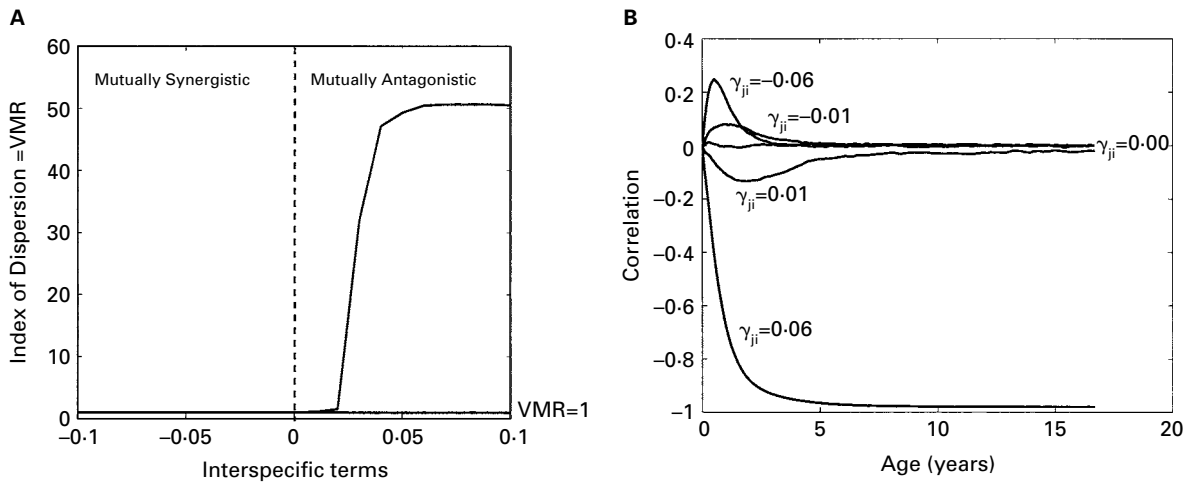 A
60
50
40
30
20
10
0
Index of Dispersion =VMR
Mutually Synergistic
Mutually Antagonistic
VMR=1
−0·1
−0·05
0
0·05
0.1
Interspecific terms
B
0·4
0.2
0
−0·2
−0·4
−0·6
−0·8
−1
Correlation
γji=−0·06
γji=−0·01
γji=0·00
γji=0·01
γji=0·06
0
5
10
15
20
Age (years)